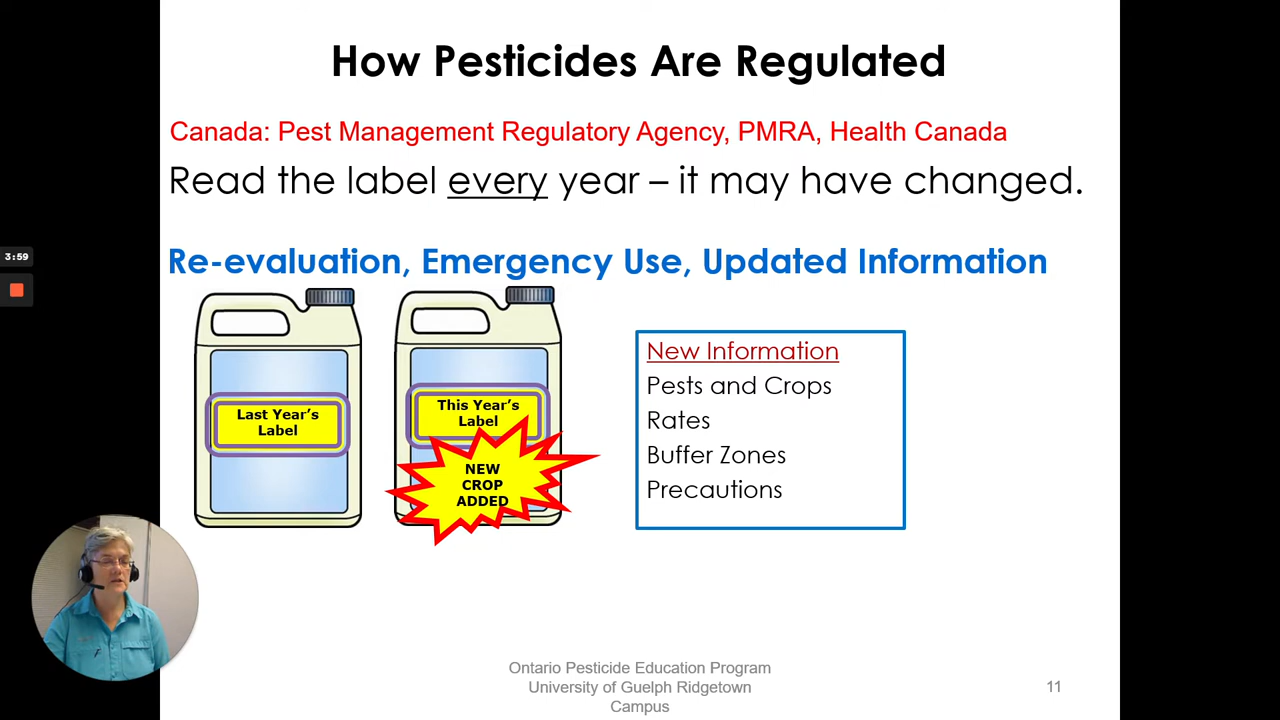 How Pesticides Are Regulated
Canada: Pest Management Regulatory Agency, PMRA, Health Canada
Read the label every year – it may have changed.
3:59
Re-evaluation, Emergency Use, Updated Information
Last Year’s
Label
This Year’s
Label
NEW
CROP
ADDED
New Information
Pests and Crops
Rates
Buffer Zones
Precautions
Ontario Pesticide Education Program
University of Guelph Ridgetown
Campus
11